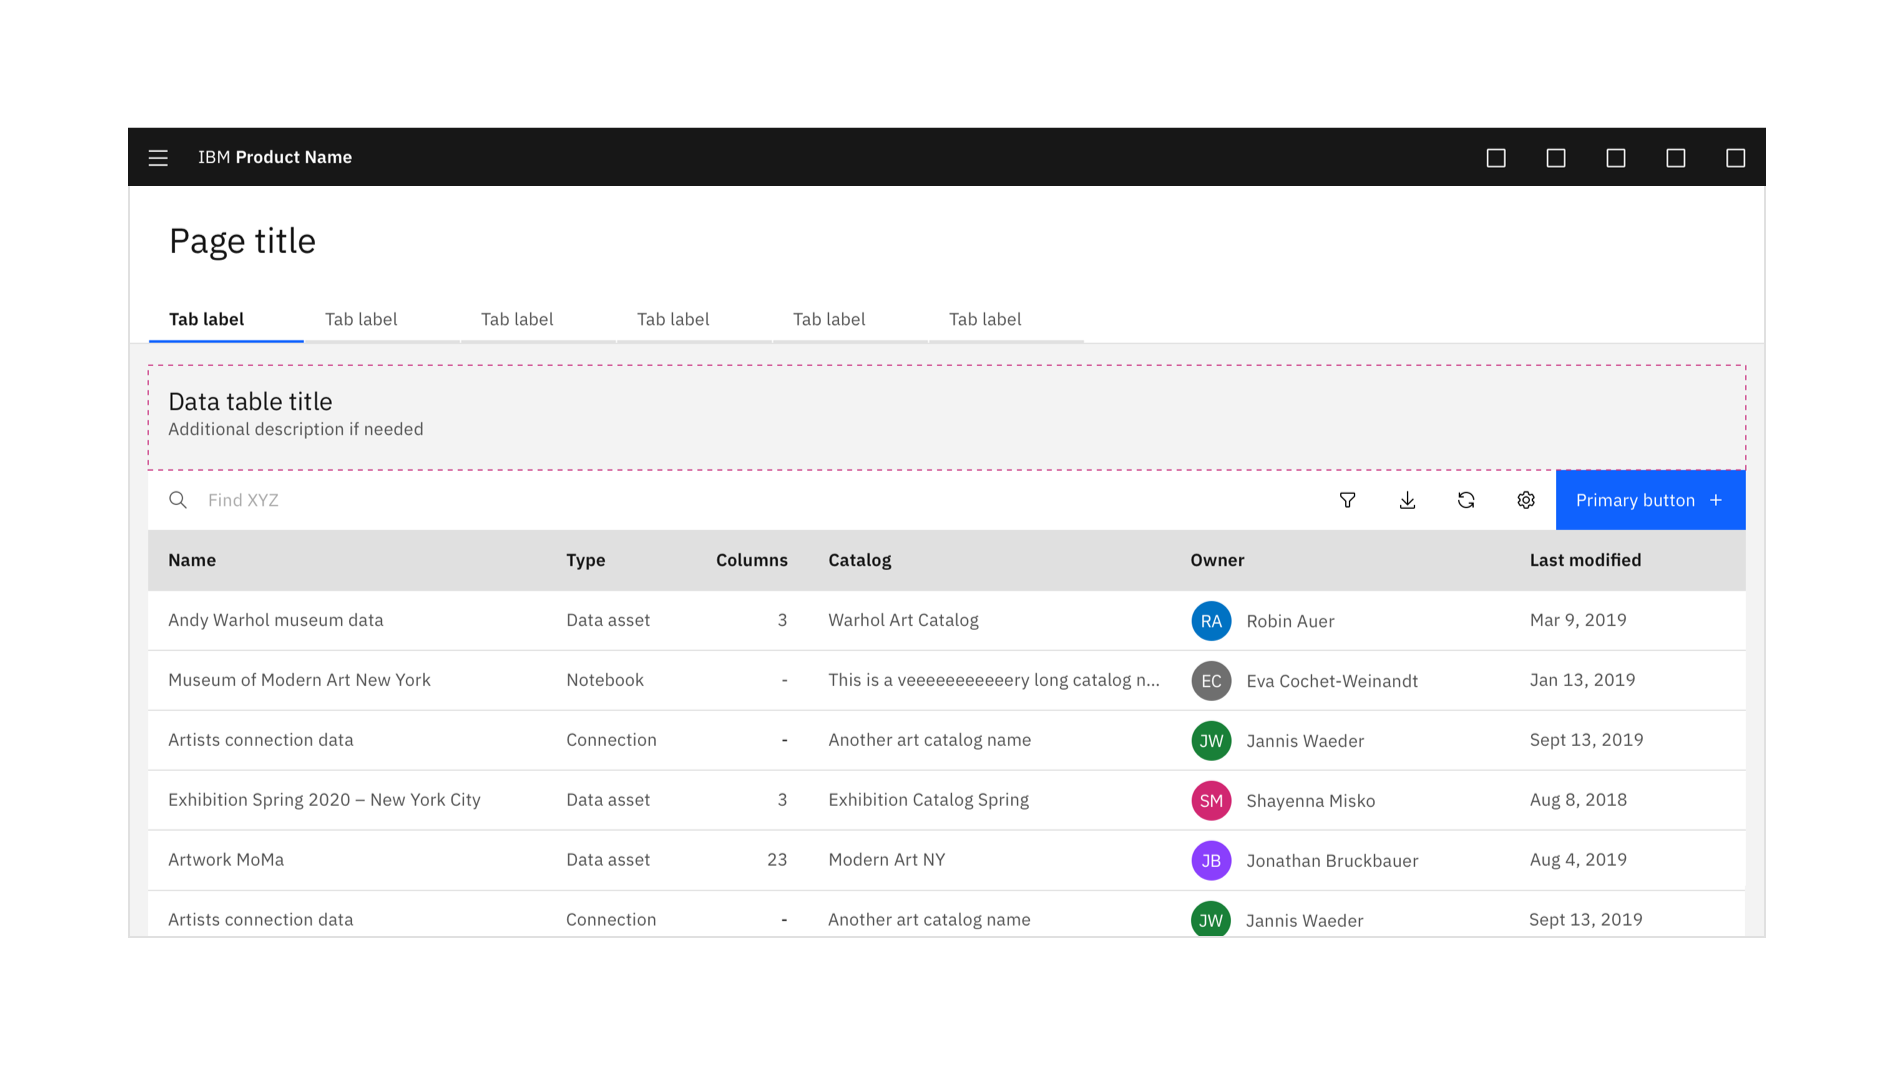 IBM Product Name
Page title
Tab label Tab label Tab label Tab label Tab label Tab label
Data table title
Additional description if needed
Find XYZ Primary button +
Name Type Columns Catalog Owner Last modified
Andy Warhol museum data Data asset 3 Warhol Art Catalog RA Robin Auer Mar 9, 2019
Museum of Modern Art New York Notebook - This is a veeeeeeeeeeery long catalog n... EC Eva Cochet-Weinandt Jan 13, 2019
Artists connection data Connection - Another art catalog name JW Jannis Waeder Sept 13, 2019
Exhibition Spring 2020 – New York City Data asset 3 Exhibition Catalog Spring SM Shayenna Misko Aug 8, 2018
Artwork MoMa Data asset 23 Modern Art NY JB Jonathan Bruckbauer Aug 4, 2019
Artists connection data Connection - Another art catalog name JW Jannis Waeder Sept 13, 2019